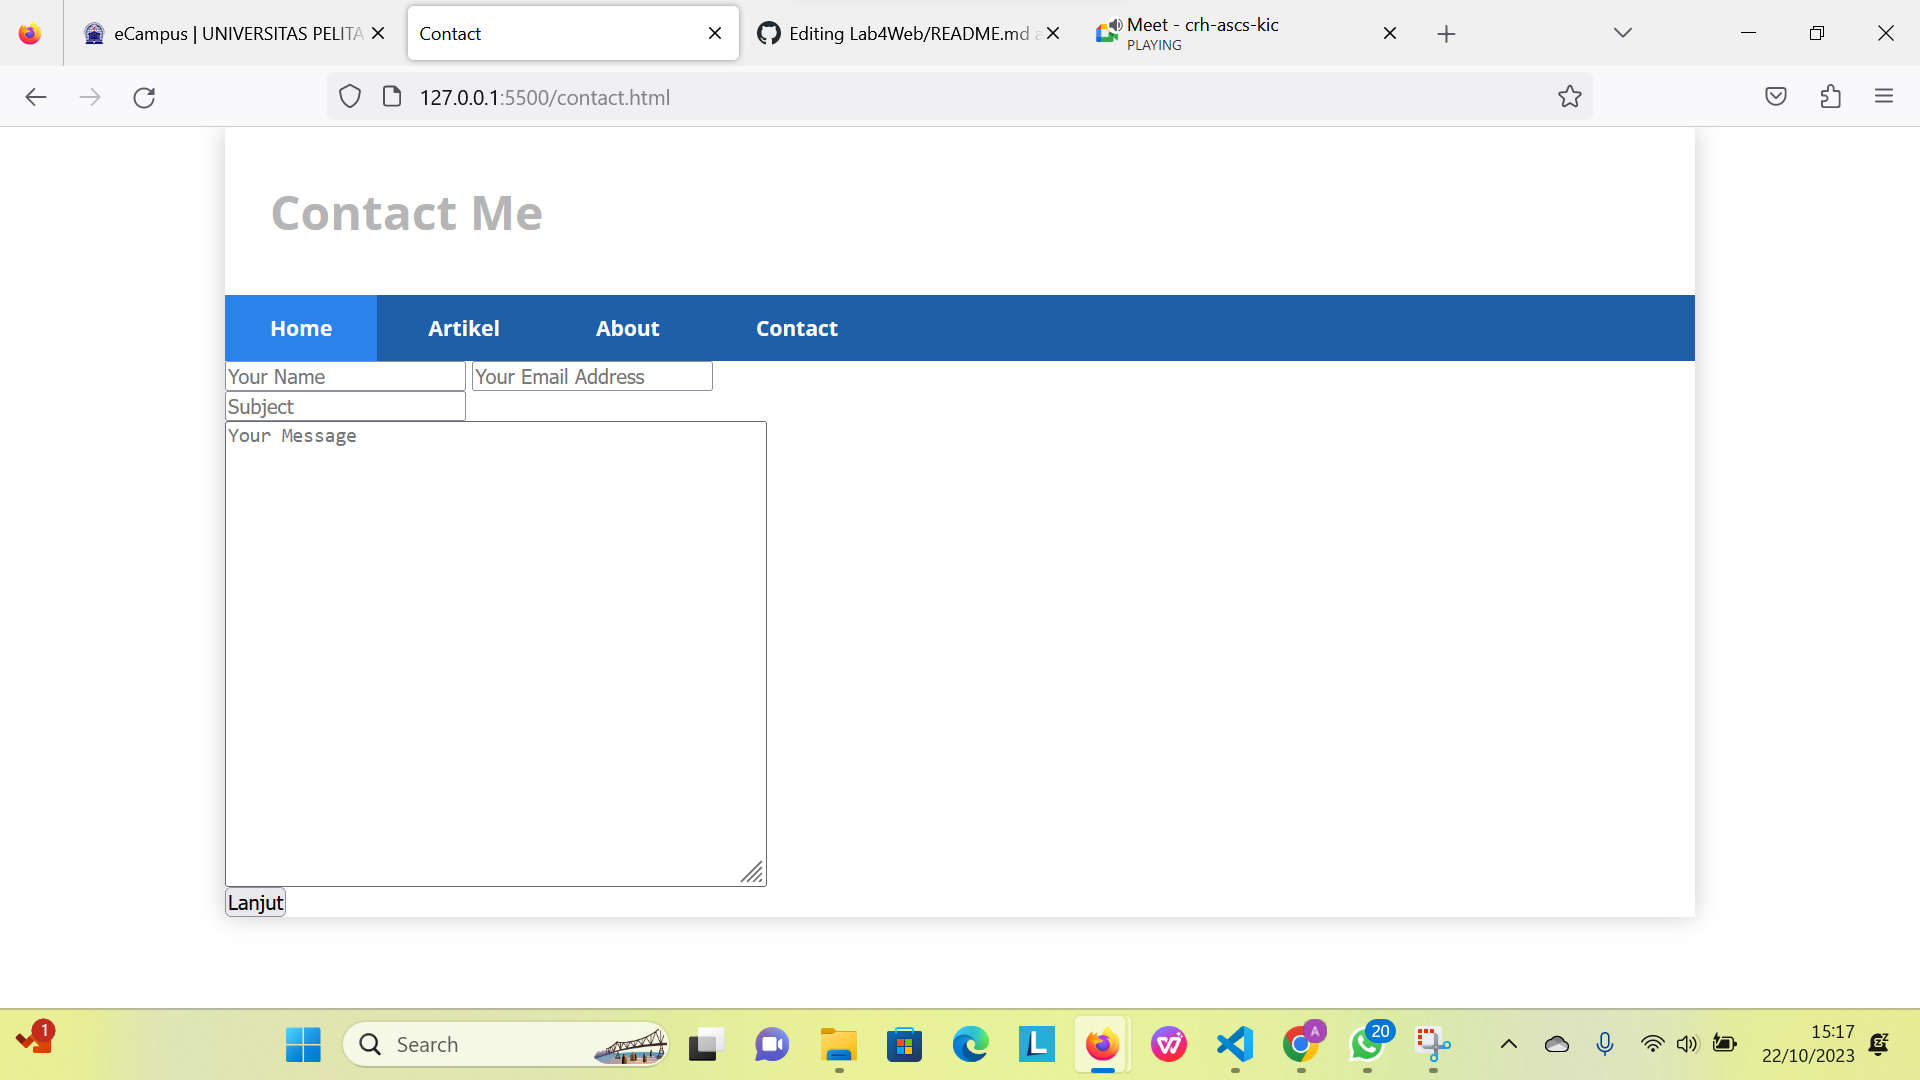 eCampus | UNIVERSITAS PELITA
Contact
Editing Lab4Web/README.md a
Meet - crh-ascs-kic
PLAYING
127.0.0.1:5500/contact.html
Contact Me
Home Artikel About Contact
Your Name Your Email Address
Subject
Your Message
Lanjut
1
Search
L
A
20
15:17
22/10/2023